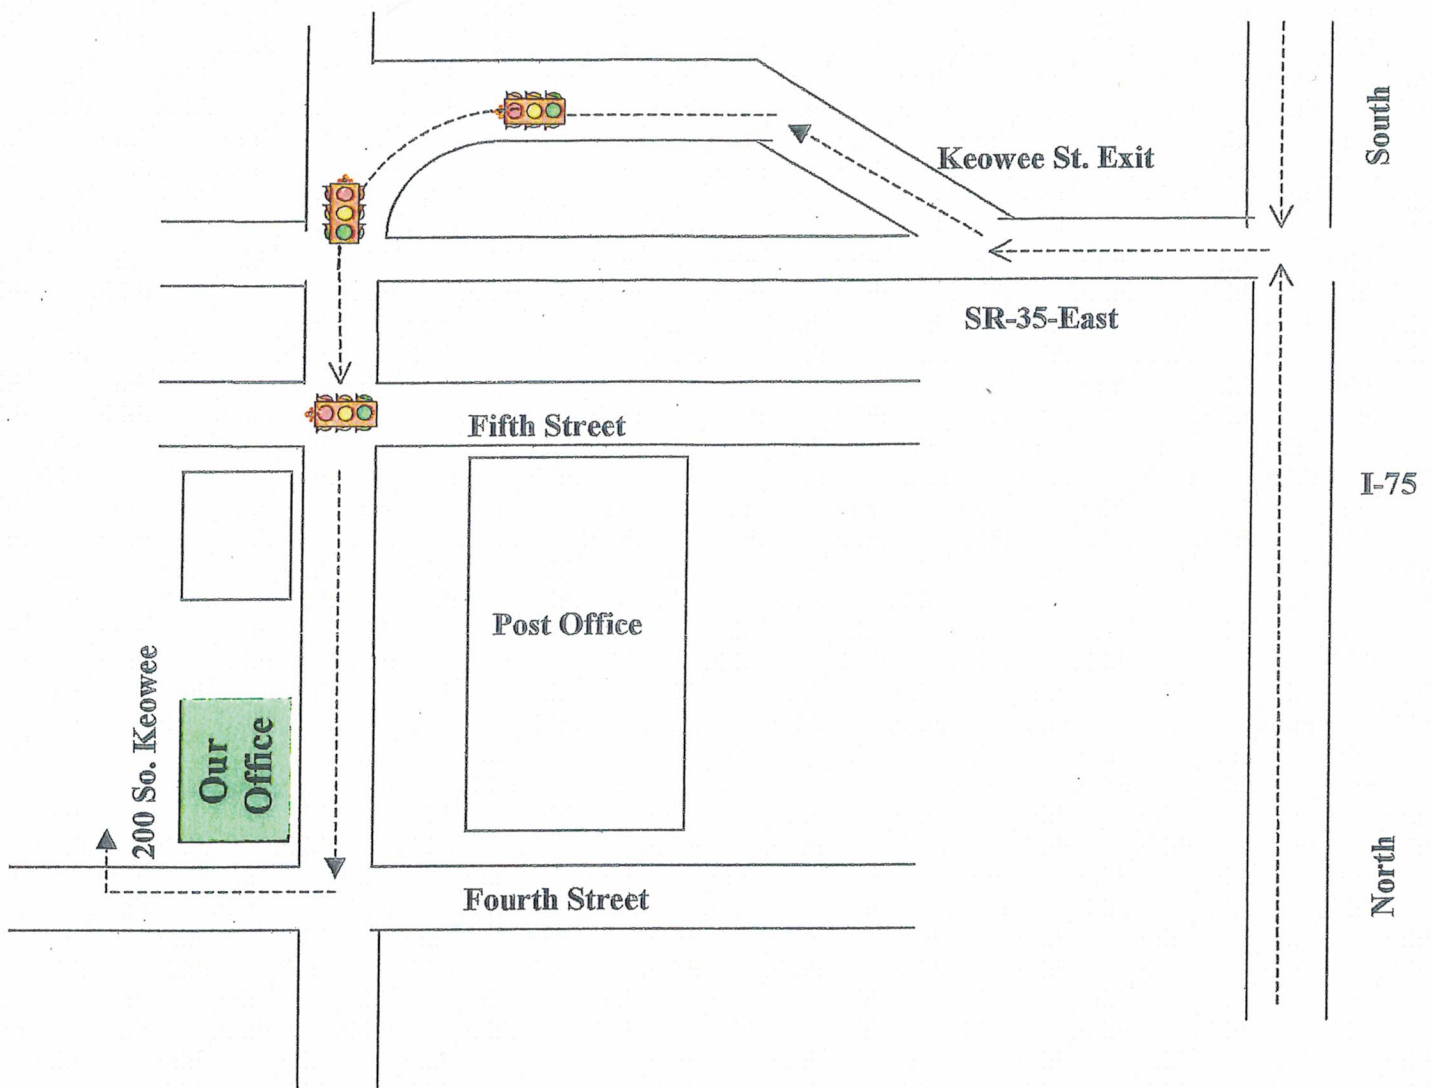 South
Keowee St. Exit
SR-35-East
Fifth Street
I-75
Post Office
200 So. Keowee
Our
Office
Fourth Street
North